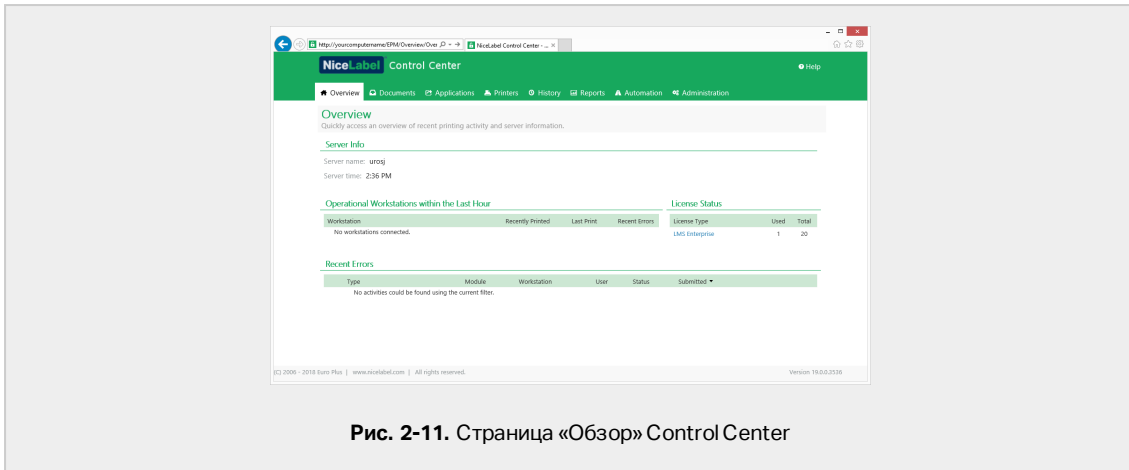 http://yourcomputername/EPM/Overview/Over
NiceLabel Control Center - ...
NiceLabel Control Center
Help
Overview Documents Applications Printers History Reports Automation Administration
Overview
Quickly access an overview of recent printing activity and server information.
Server Info
Server name: urosj
Server time: 2:36 PM
Operational Workstations within the Last Hour License Status
Workstation Recently Printed Last Print Recent Errors License Type Used Total
No workstations connected. LMS Enterprise 1 20
Recent Errors
Type Module Workstation User Status Submitted
No activities could be found using the current filter.
(C) 2006 - 2018 Euro Plus | www.nicelabel.com | All rights reserved. Version 19.0.0.2536
Рис. 2-11. Страница «Обзор» Control Center